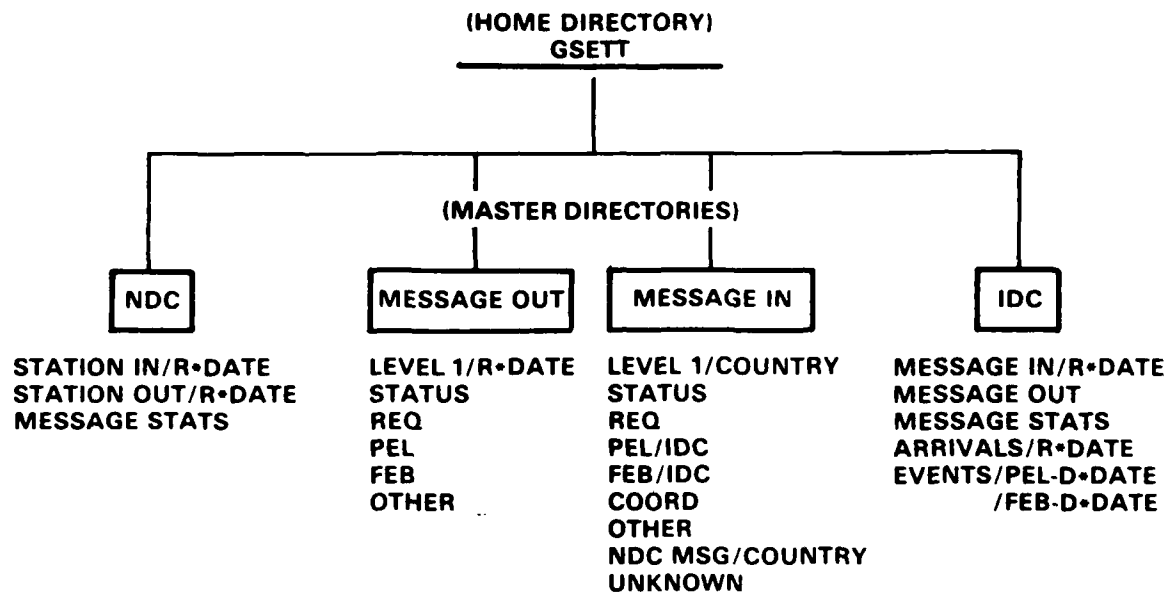 (HOME DIRECTORY)
GSETT
(MASTER DIRECTORIES)
NDC
STATION IN/R*DATE
STATION OUT/R*DATE
MESSAGE STATS
MESSAGE OUT
LEVEL 1/R*DATE
STATUS
REQ
PEL
FEB
OTHER
MESSAGE IN
LEVEL 1/COUNTRY
STATUS
REQ
PEL/IDC
FEB/IDC
COORD
OTHER
NDC MSG/COUNTRY
UNKNOWN
IDC
MESSAGE IN/R*DATE
MESSAGE OUT
MESSAGE STATS
ARRIVALS/R*DATE
EVENTS/PEL-D*DATE
/FEB-D*DATE